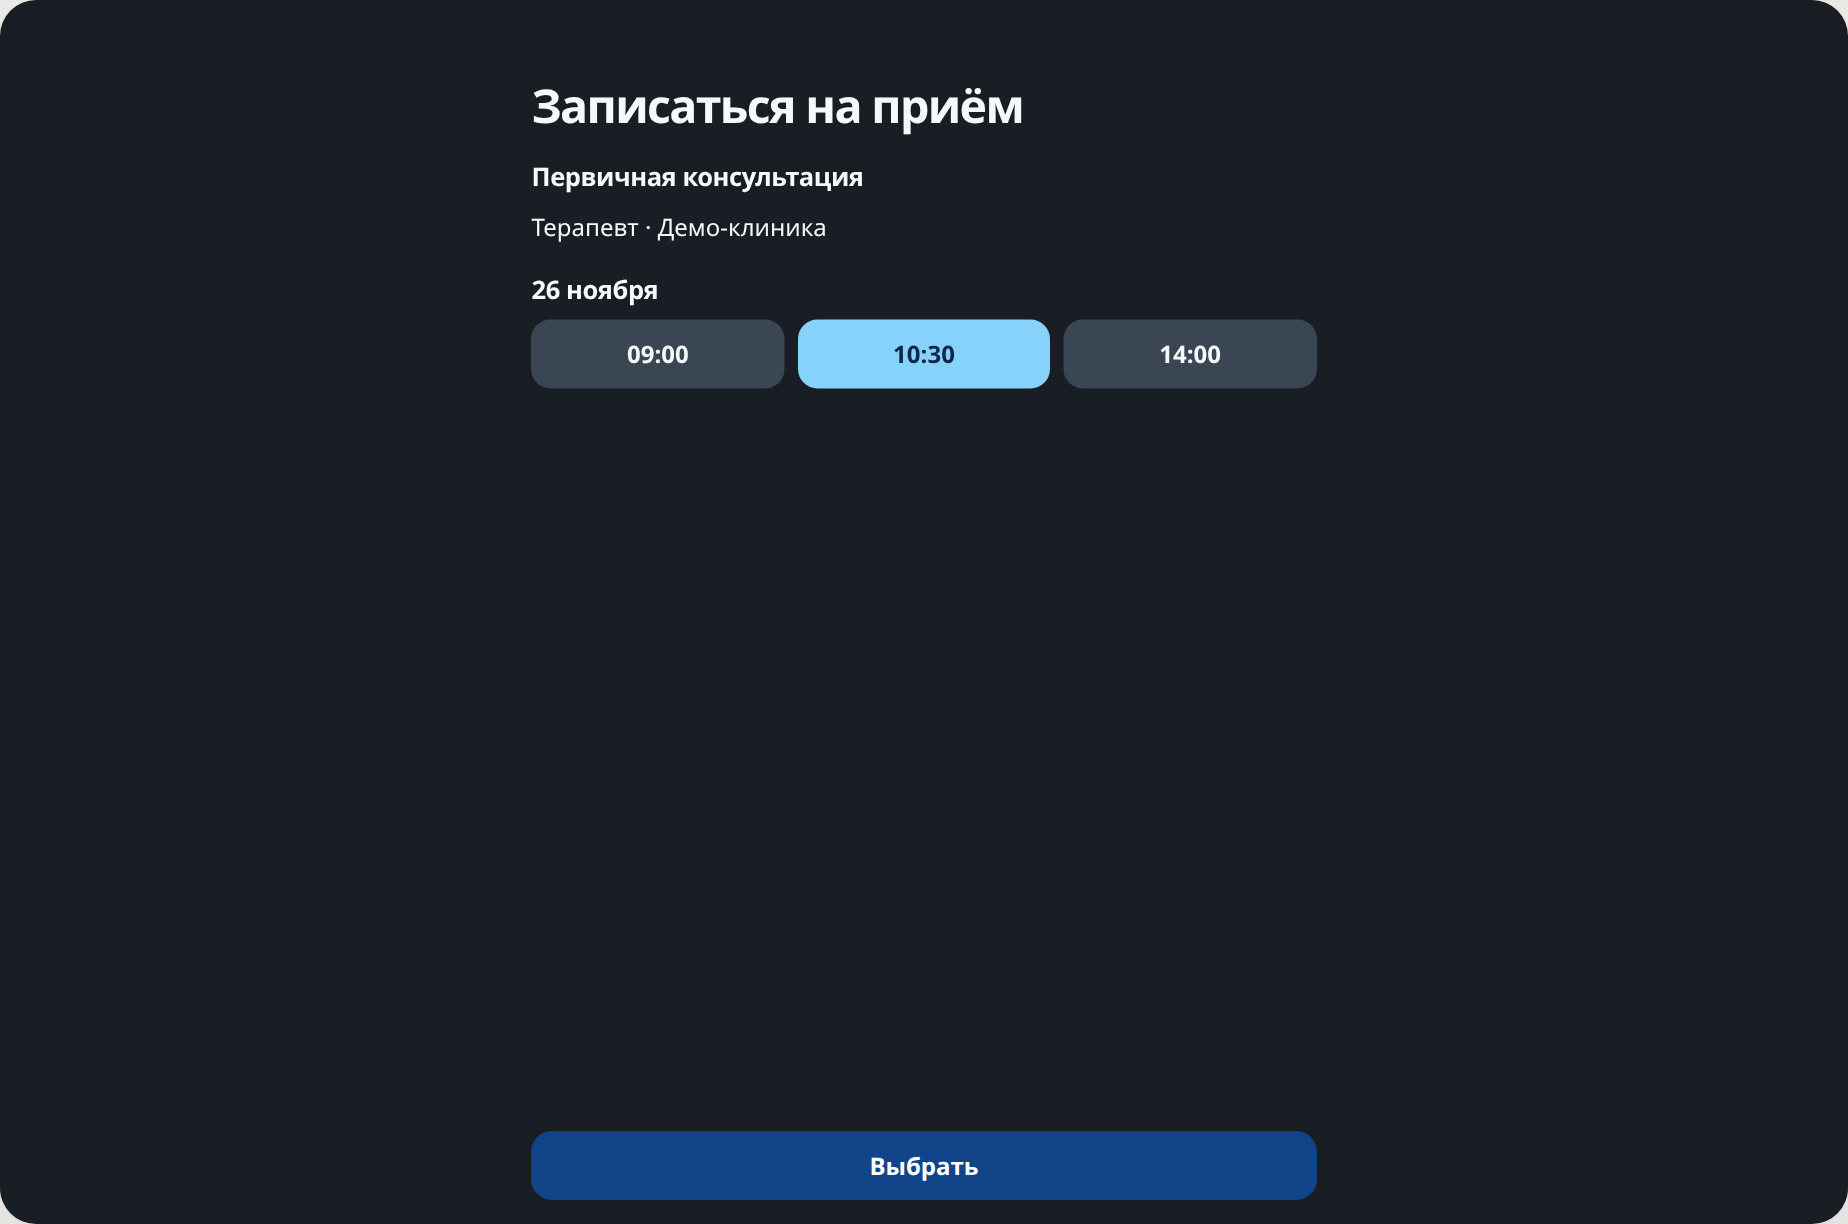 Записаться на приём
Первичная консультация
Терапевт · Демо-клиника
26 ноября
09:00
10:30
14:00
Выбрать